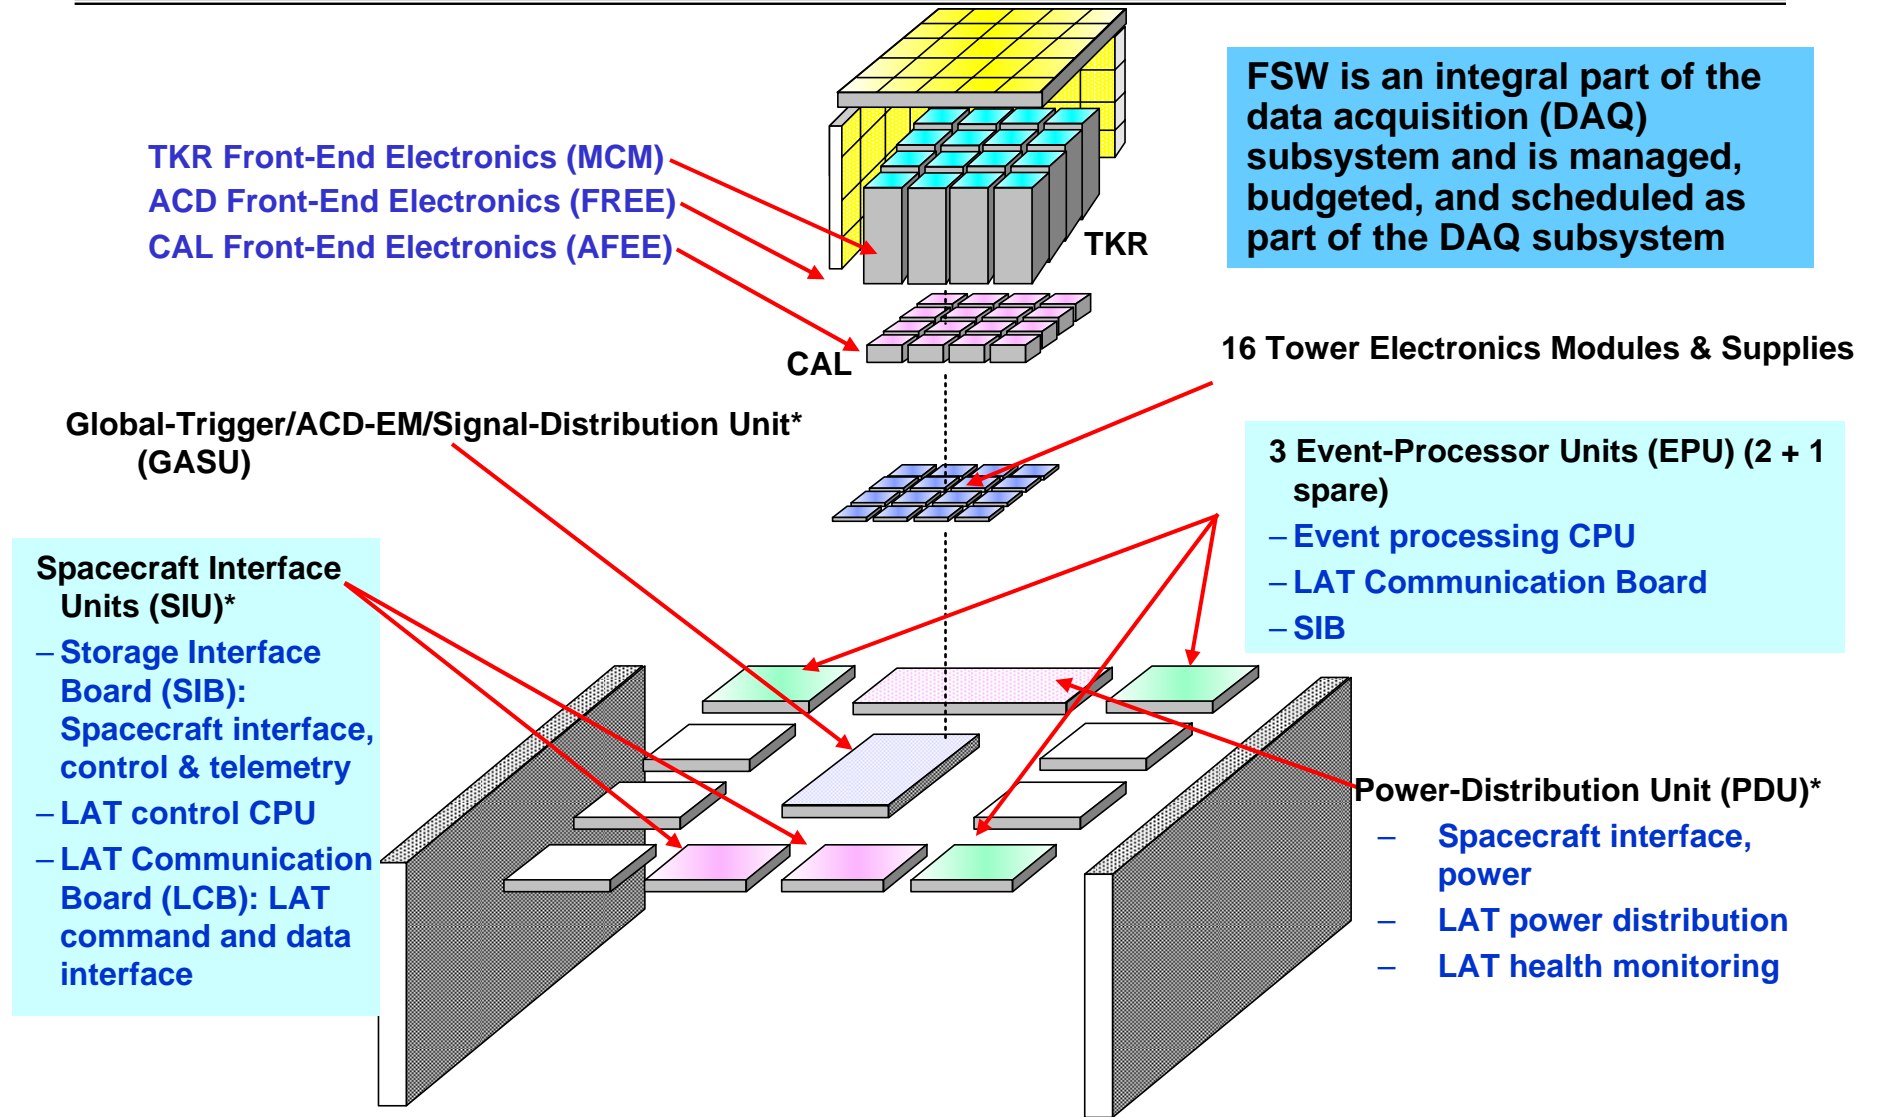 FSW is an integral part of the
data acquisition (DAQ)
subsystem and is managed,
budgeted, and scheduled as
part of the DAQ subsystem
TKR Front-End Electronics (MCM)
ACD Front-End Electronics (FREE)
CAL Front-End Electronics (AFEE)
TKR
16 Tower Electronics Modules & Supplies
CAL
Global-Trigger/ACD-EM/Signal-Distribution Unit*
(GASU)
3 Event-Processor Units (EPU) (2 + 1
spare)
– Event processing CPU
– LAT Communication Board
– SIB
Spacecraft Interface
Units (SIU)*
– Storage Interface
Board (SIB):
Spacecraft interface,
control & telemetry
– LAT control CPU
– LAT Communication
Board (LCB): LAT
command and data
interface
Power-Distribution Unit (PDU)*
– Spacecraft interface,
power
– LAT power distribution
– LAT health monitoring